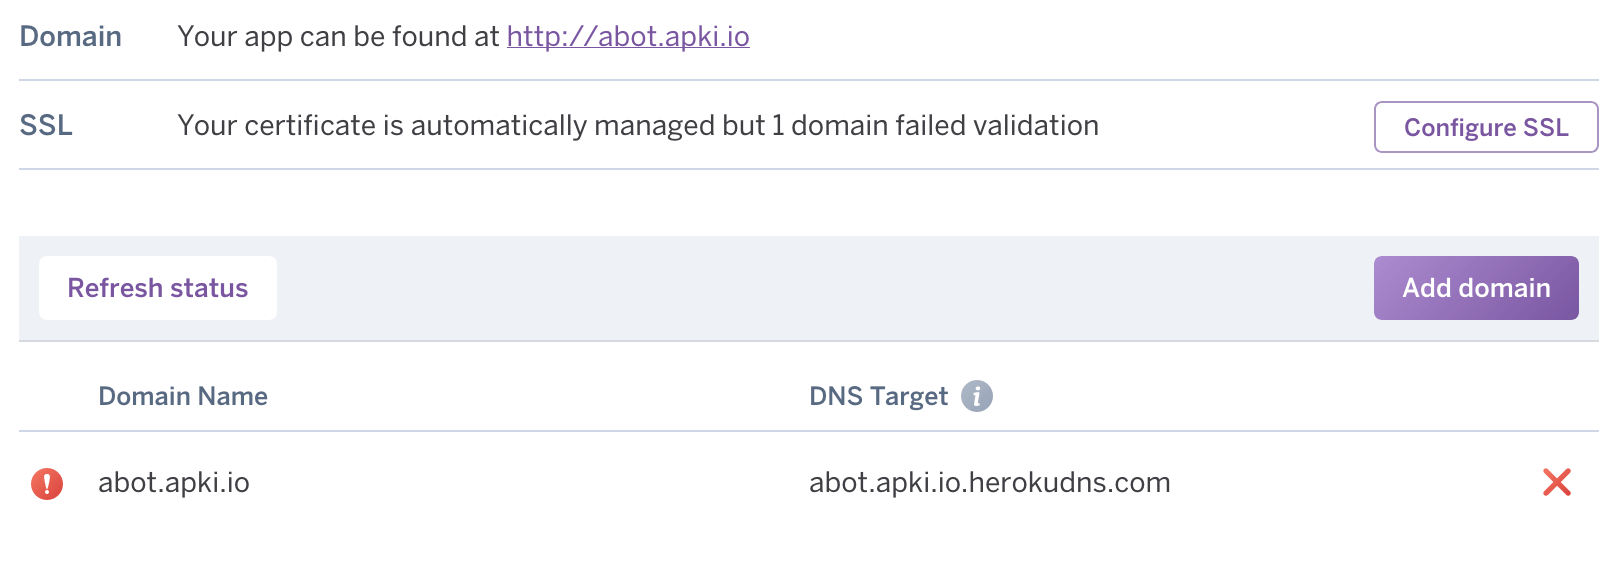 Domain Your app can be found at http://abot.apki.io
SSL Your certificate is automatically managed but 1 domain failed validation Configure SSL
Refresh status Add domain
Domain Name DNS Target i
! abot.apki.io abot.apki.io.herokudns.com